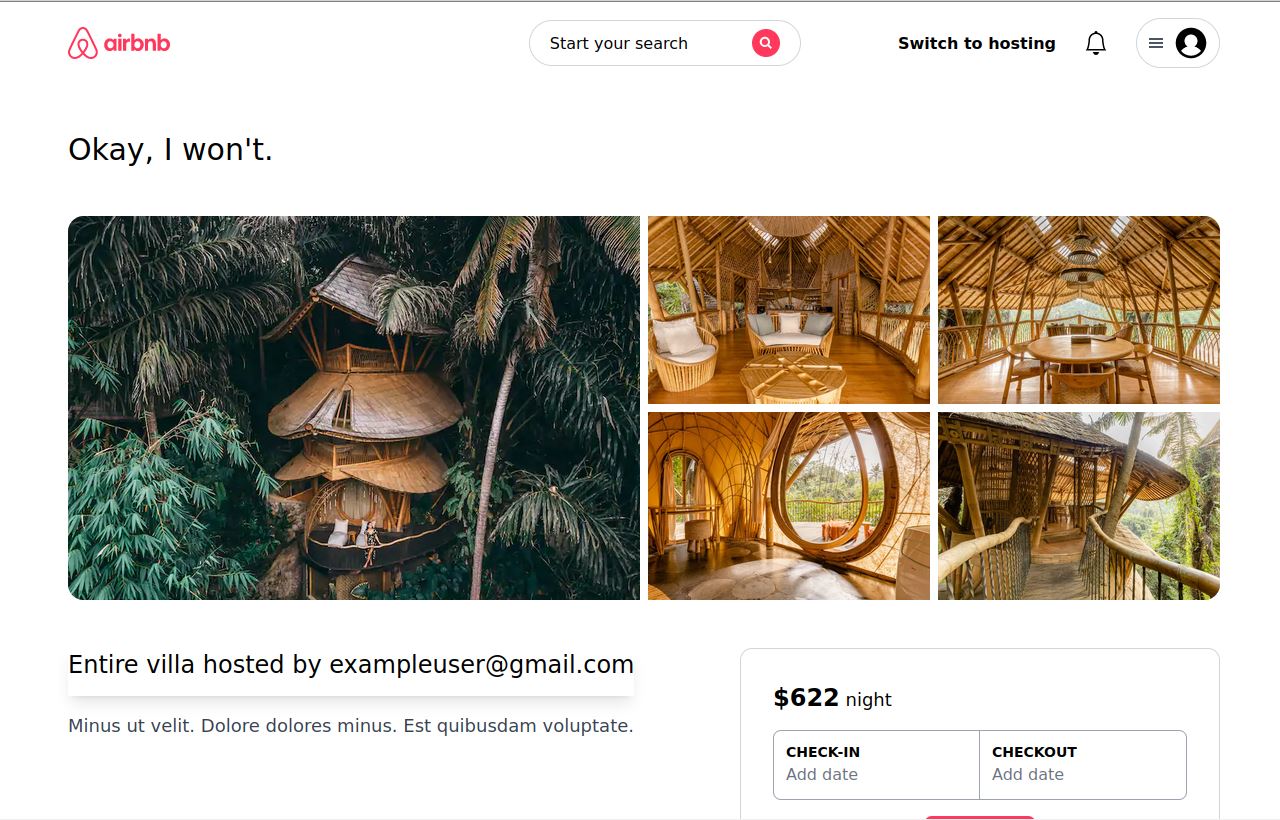 airbnb
Start your search
Switch to hosting
Okay, I won't.
Entire villa hosted by exampleuser@gmail.com
Minus ut velit. Dolore dolores minus. Est quibusdam voluptate.
$622 night
CHECK-IN
Add date
CHECKOUT
Add date